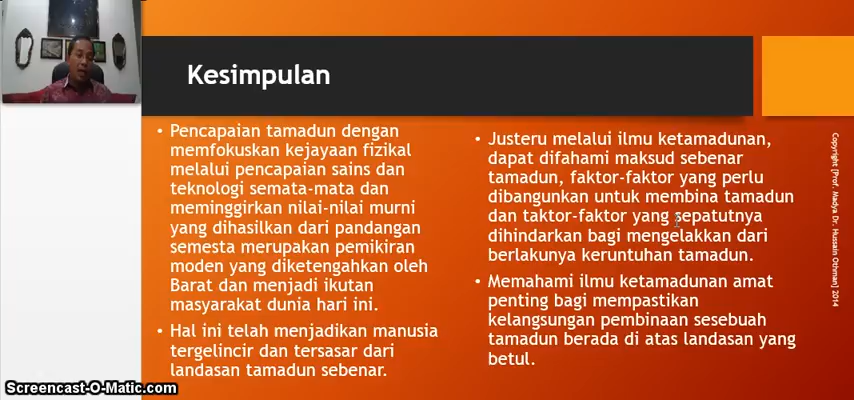 Kesimpulan
• Pencapaian tamadun dengan
memfokuskan kejayaan fizikal
melalui pencapaian sains dan
teknologi semata-mata dan
meminggirkan nilai-nilai murni
yang dihasilkan dari pandangan
semesta merupakan pemikiran
moden yang diketengahkan oleh
Barat dan menjadi ikutan
masyarakat dunia hari ini.
• Hal ini telah menjadikan manusia
tergelincir dan tersasar dari
landasan tamadun sebenar.
• Justeru melalui ilmu ketamadunan,
dapat difahami maksud sebenar
tamadun, faktor-faktor yang perlu
dibangunkan untuk membina tamadun
dan taktor-faktor yang sepatutnya
dihindarkan bagi mengelakkan dari
berlakunya keruntuhan tamadun.
• Memahami ilmu ketamadunan amat
penting bagi mempastikan
kelangsungan pembinaan sesebuah
tamadun berada di atas landasan yang
betul.
Copyright [Prof. Madya Dr. Hussain Othman] 2014
Screencast-O-Matic.com